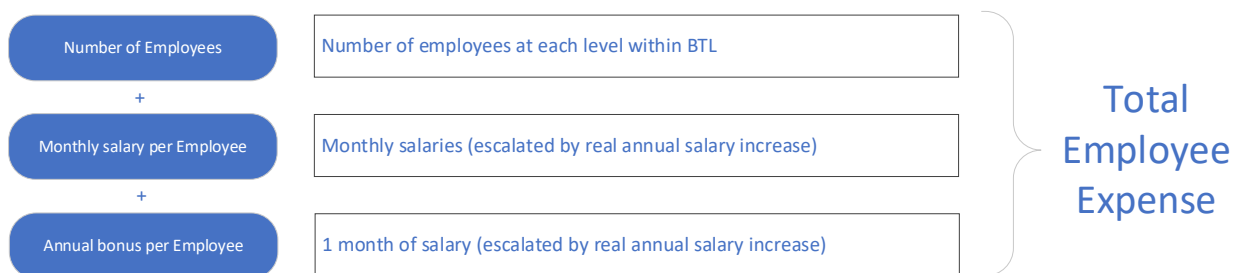 Number of Employees
Number of employees at each level within BTL
+
Monthly salary per Employee
Monthly salaries (escalated by real annual salary increase)
+
Annual bonus per Employee
1 month of salary (escalated by real annual salary increase)
Total
Employee
Expense